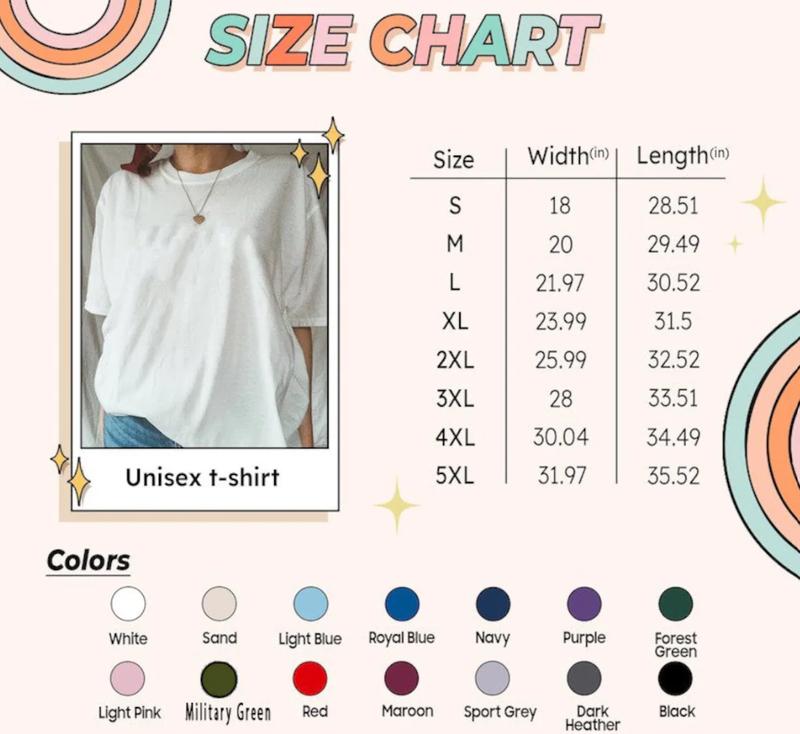 SIZE CHART
Size Width(in) Length(in)
S 18 28.51
M 20 29.49
L 21.97 30.52
XL 23.99 31.5
2XL 25.99 32.52
3XL 28 33.51
4XL 30.04 34.49
5XL 31.97 35.52
Unisex t-shirt
Colors
White Sand Light Blue Royal Blue Navy Purple Forest
Green
Light Pink Military Green Red Maroon Sport Grey Dark Black
Heather